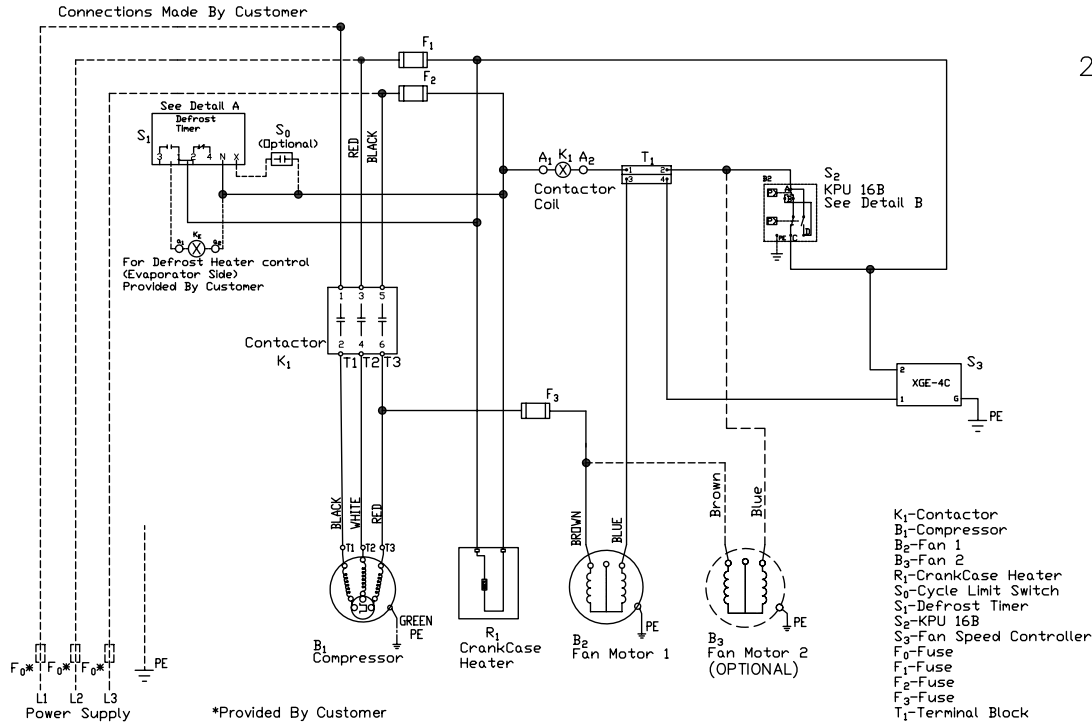 Connections Made By Customer
F1
2
F2
See Detail A
Defrost
Timer
S1
3 2 4 N X
S0
(Optional)
RED
BLACK
A1 K1 A2
Contactor
Coil
T1
1 2
3 4
B2
S2
KPU 16B
See Detail B
A
P
B
P
D
PE C
KE
For Defrost Heater control
(Evaporator Side)
Provided By Customer
1 3 5
2 4 6
Contactor
K1
T1 T2 T3
S3
2
XGE-4C
1 G
PE
F3
BLACK
WHITE
RED
BROWN
BLUE
Brown
Blue
T1 T2 T3
GREEN
PE
B1
Compressor
R1
CrankCase
Heater
PE
B2
Fan Motor 1
PE
B3
Fan Motor 2
(OPTIONAL)
K1-Contactor
B1-Compressor
B2-Fan 1
B3-Fan 2
R1-CrankCase Heater
S0-Cycle Limit Switch
S1-Defrost Timer
S2-KPU 16B
S3-Fan Speed Controller
F0-Fuse
F1-Fuse
F2-Fuse
F3-Fuse
T1-Terminal Block
F0* F0* F0*
PE
L1 L2 L3
Power Supply
*Provided By Customer